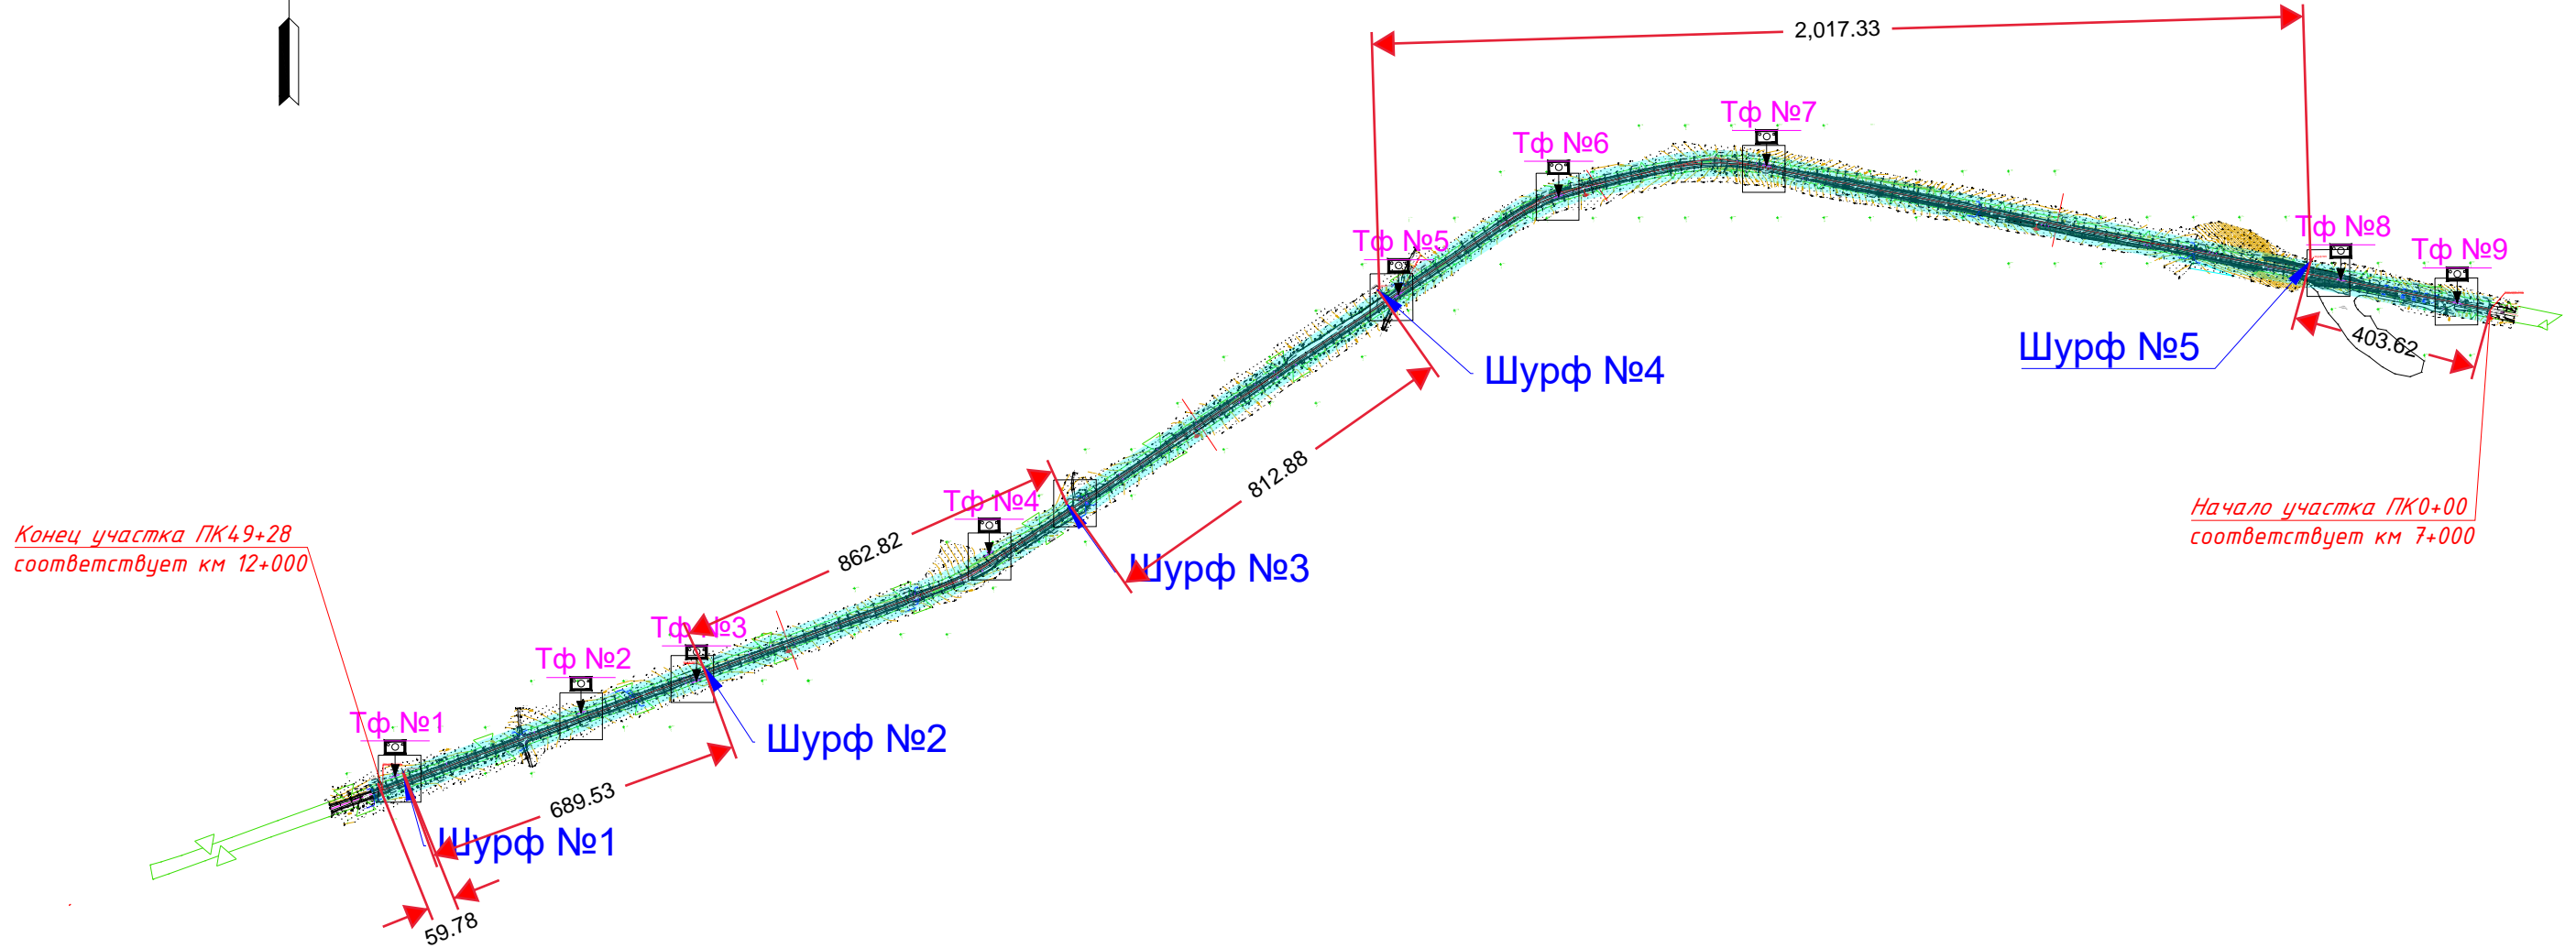 2,017.33
Тф №7
Тф №6
Тф №5
Тф №8
Тф №9
403.62
Шурф №5
Шурф №4
812.88
Начало участка ПК0+00
соответствует км 7+000
Тф №4
862.82
Шурф №3
Конец участка ПК49+28
соответствует км 12+000
Тф №3
Тф №2
Шурф №2
Тф №1
689.53
Шурф №1
59.78